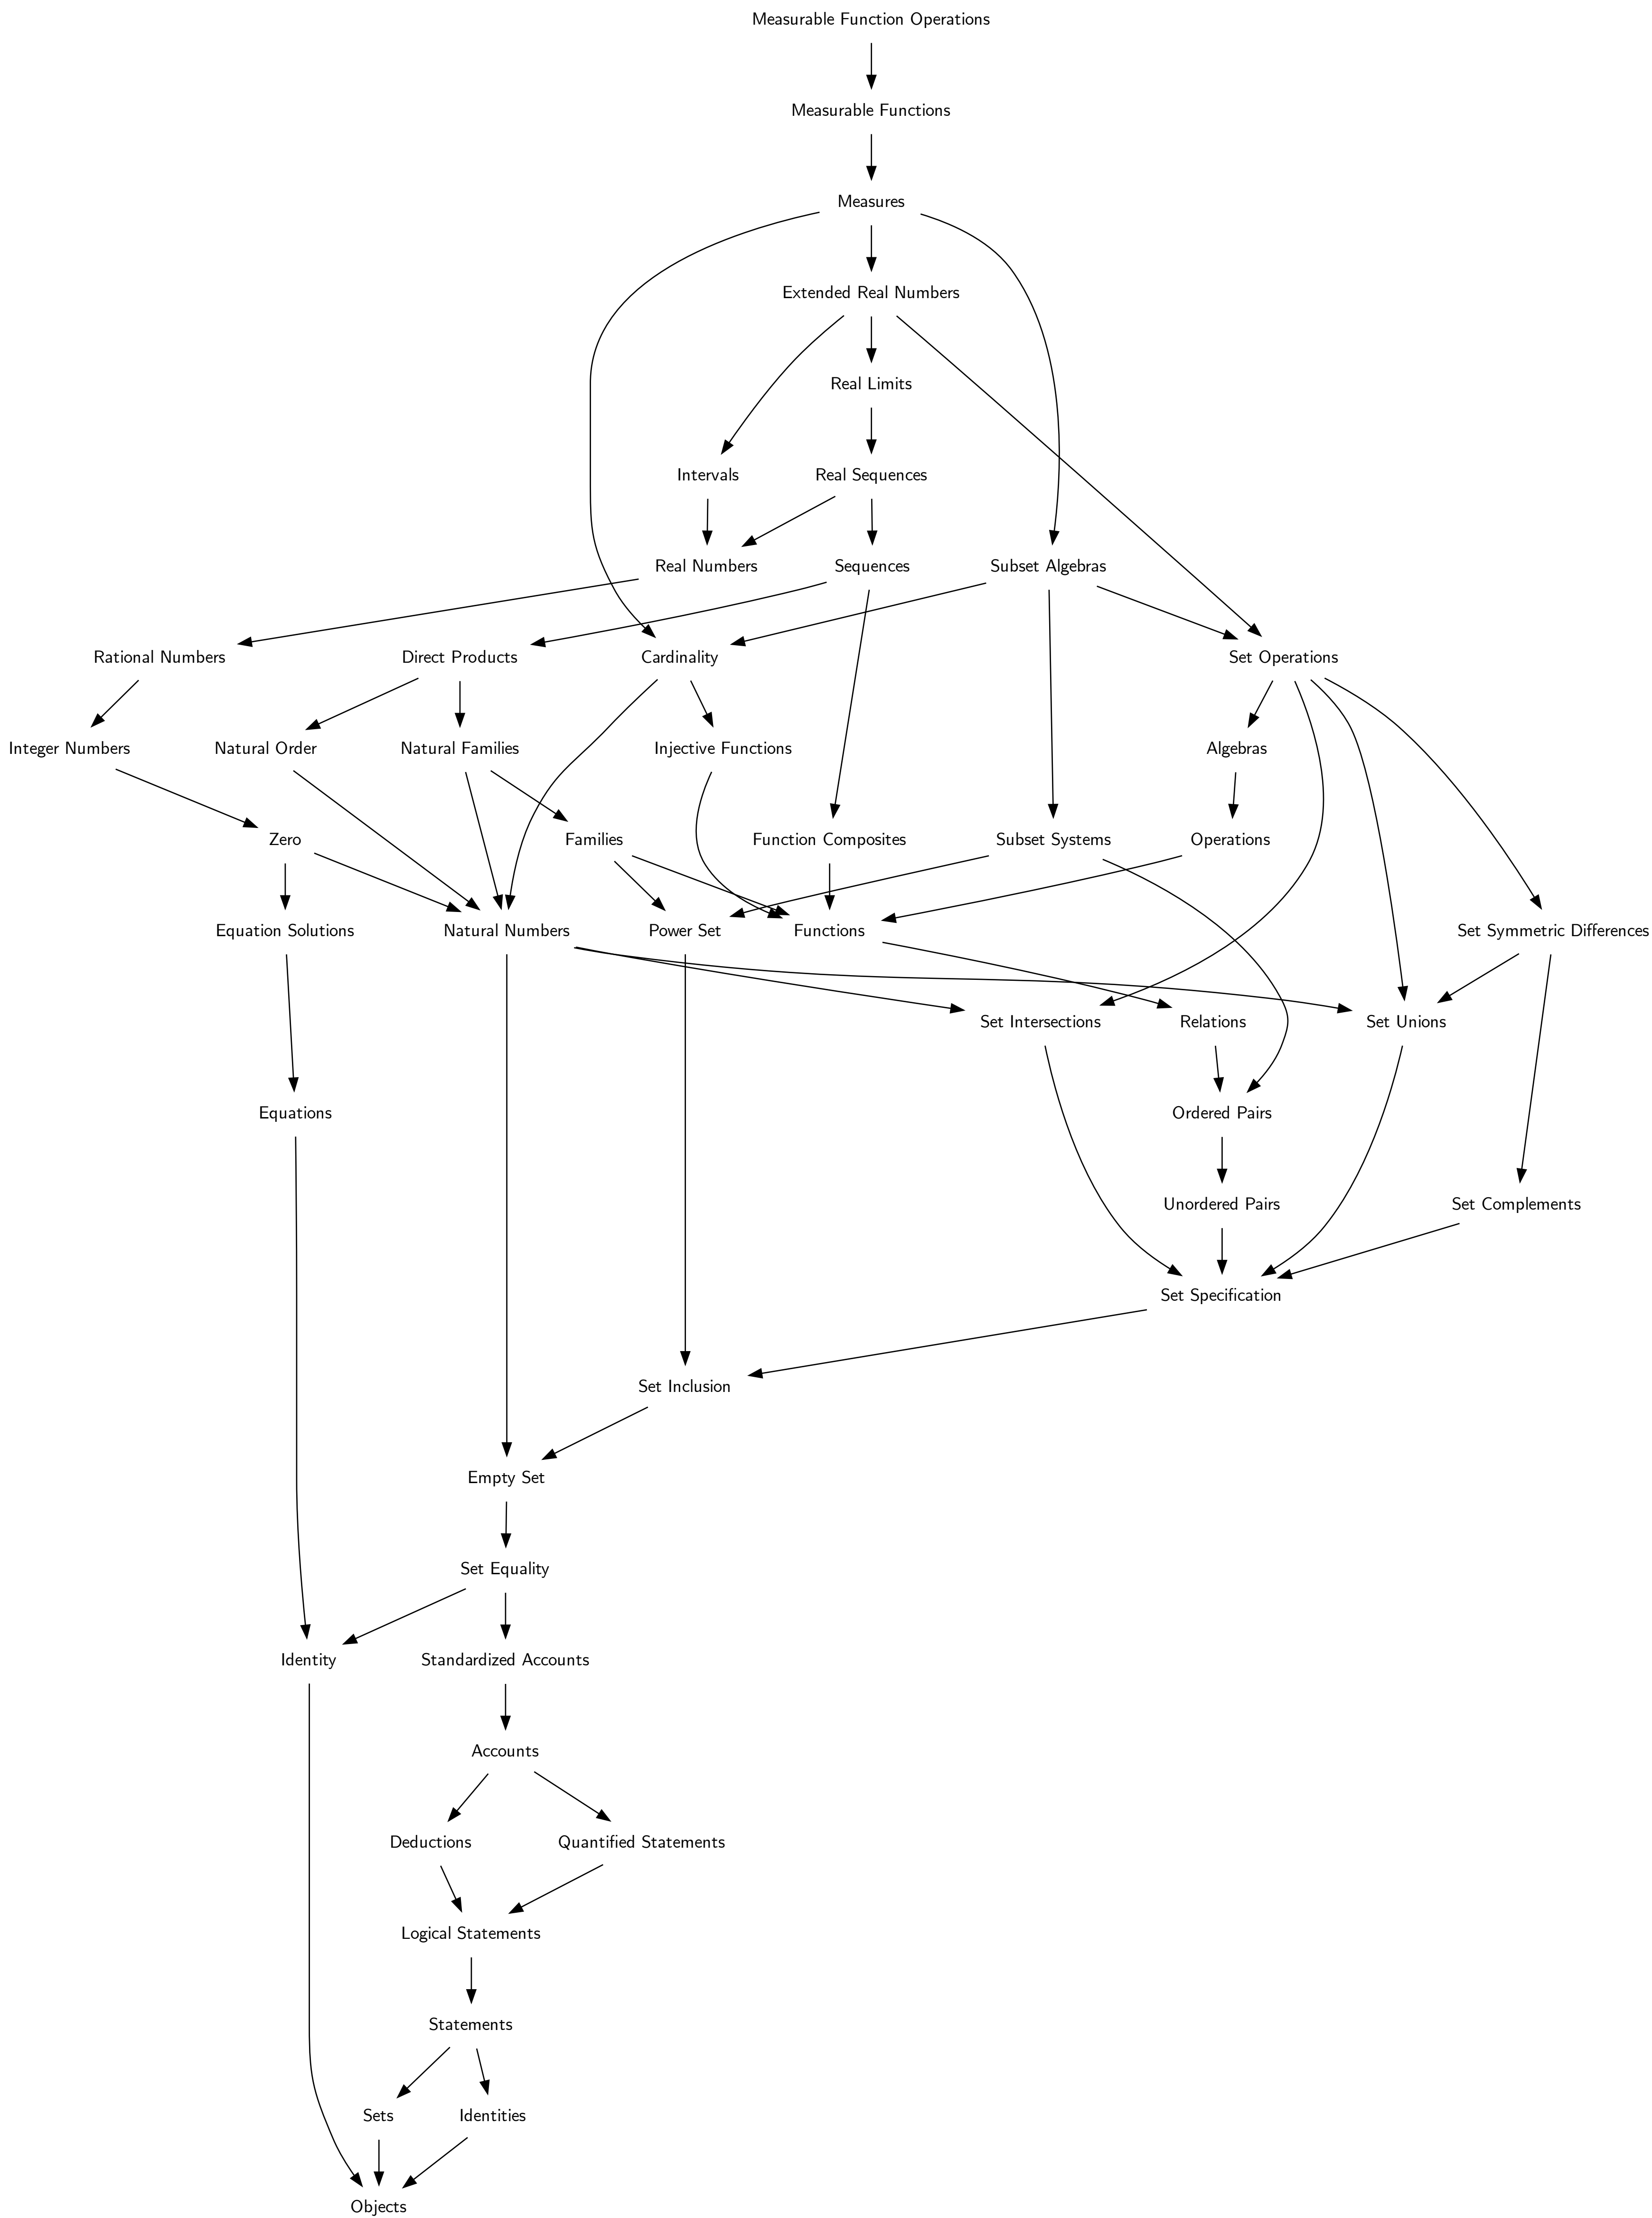 Measurable Function Operations
Measurable Functions
Measures
Extended Real Numbers
Real Limits
Intervals
Real Sequences
Real Numbers
Sequences
Subset Algebras
Rational Numbers
Direct Products
Cardinality
Set Operations
Integer Numbers
Natural Order
Natural Families
Injective Functions
Algebras
Zero
Families
Function Composites
Subset Systems
Operations
Equation Solutions
Natural Numbers
Power Set
Functions
Set Symmetric Differences
Set Intersections
Relations
Set Unions
Equations
Ordered Pairs
Unordered Pairs
Set Complements
Set Specification
Set Inclusion
Empty Set
Set Equality
Identity
Standardized Accounts
Accounts
Deductions
Quantified Statements
Logical Statements
Statements
Sets
Identities
Objects